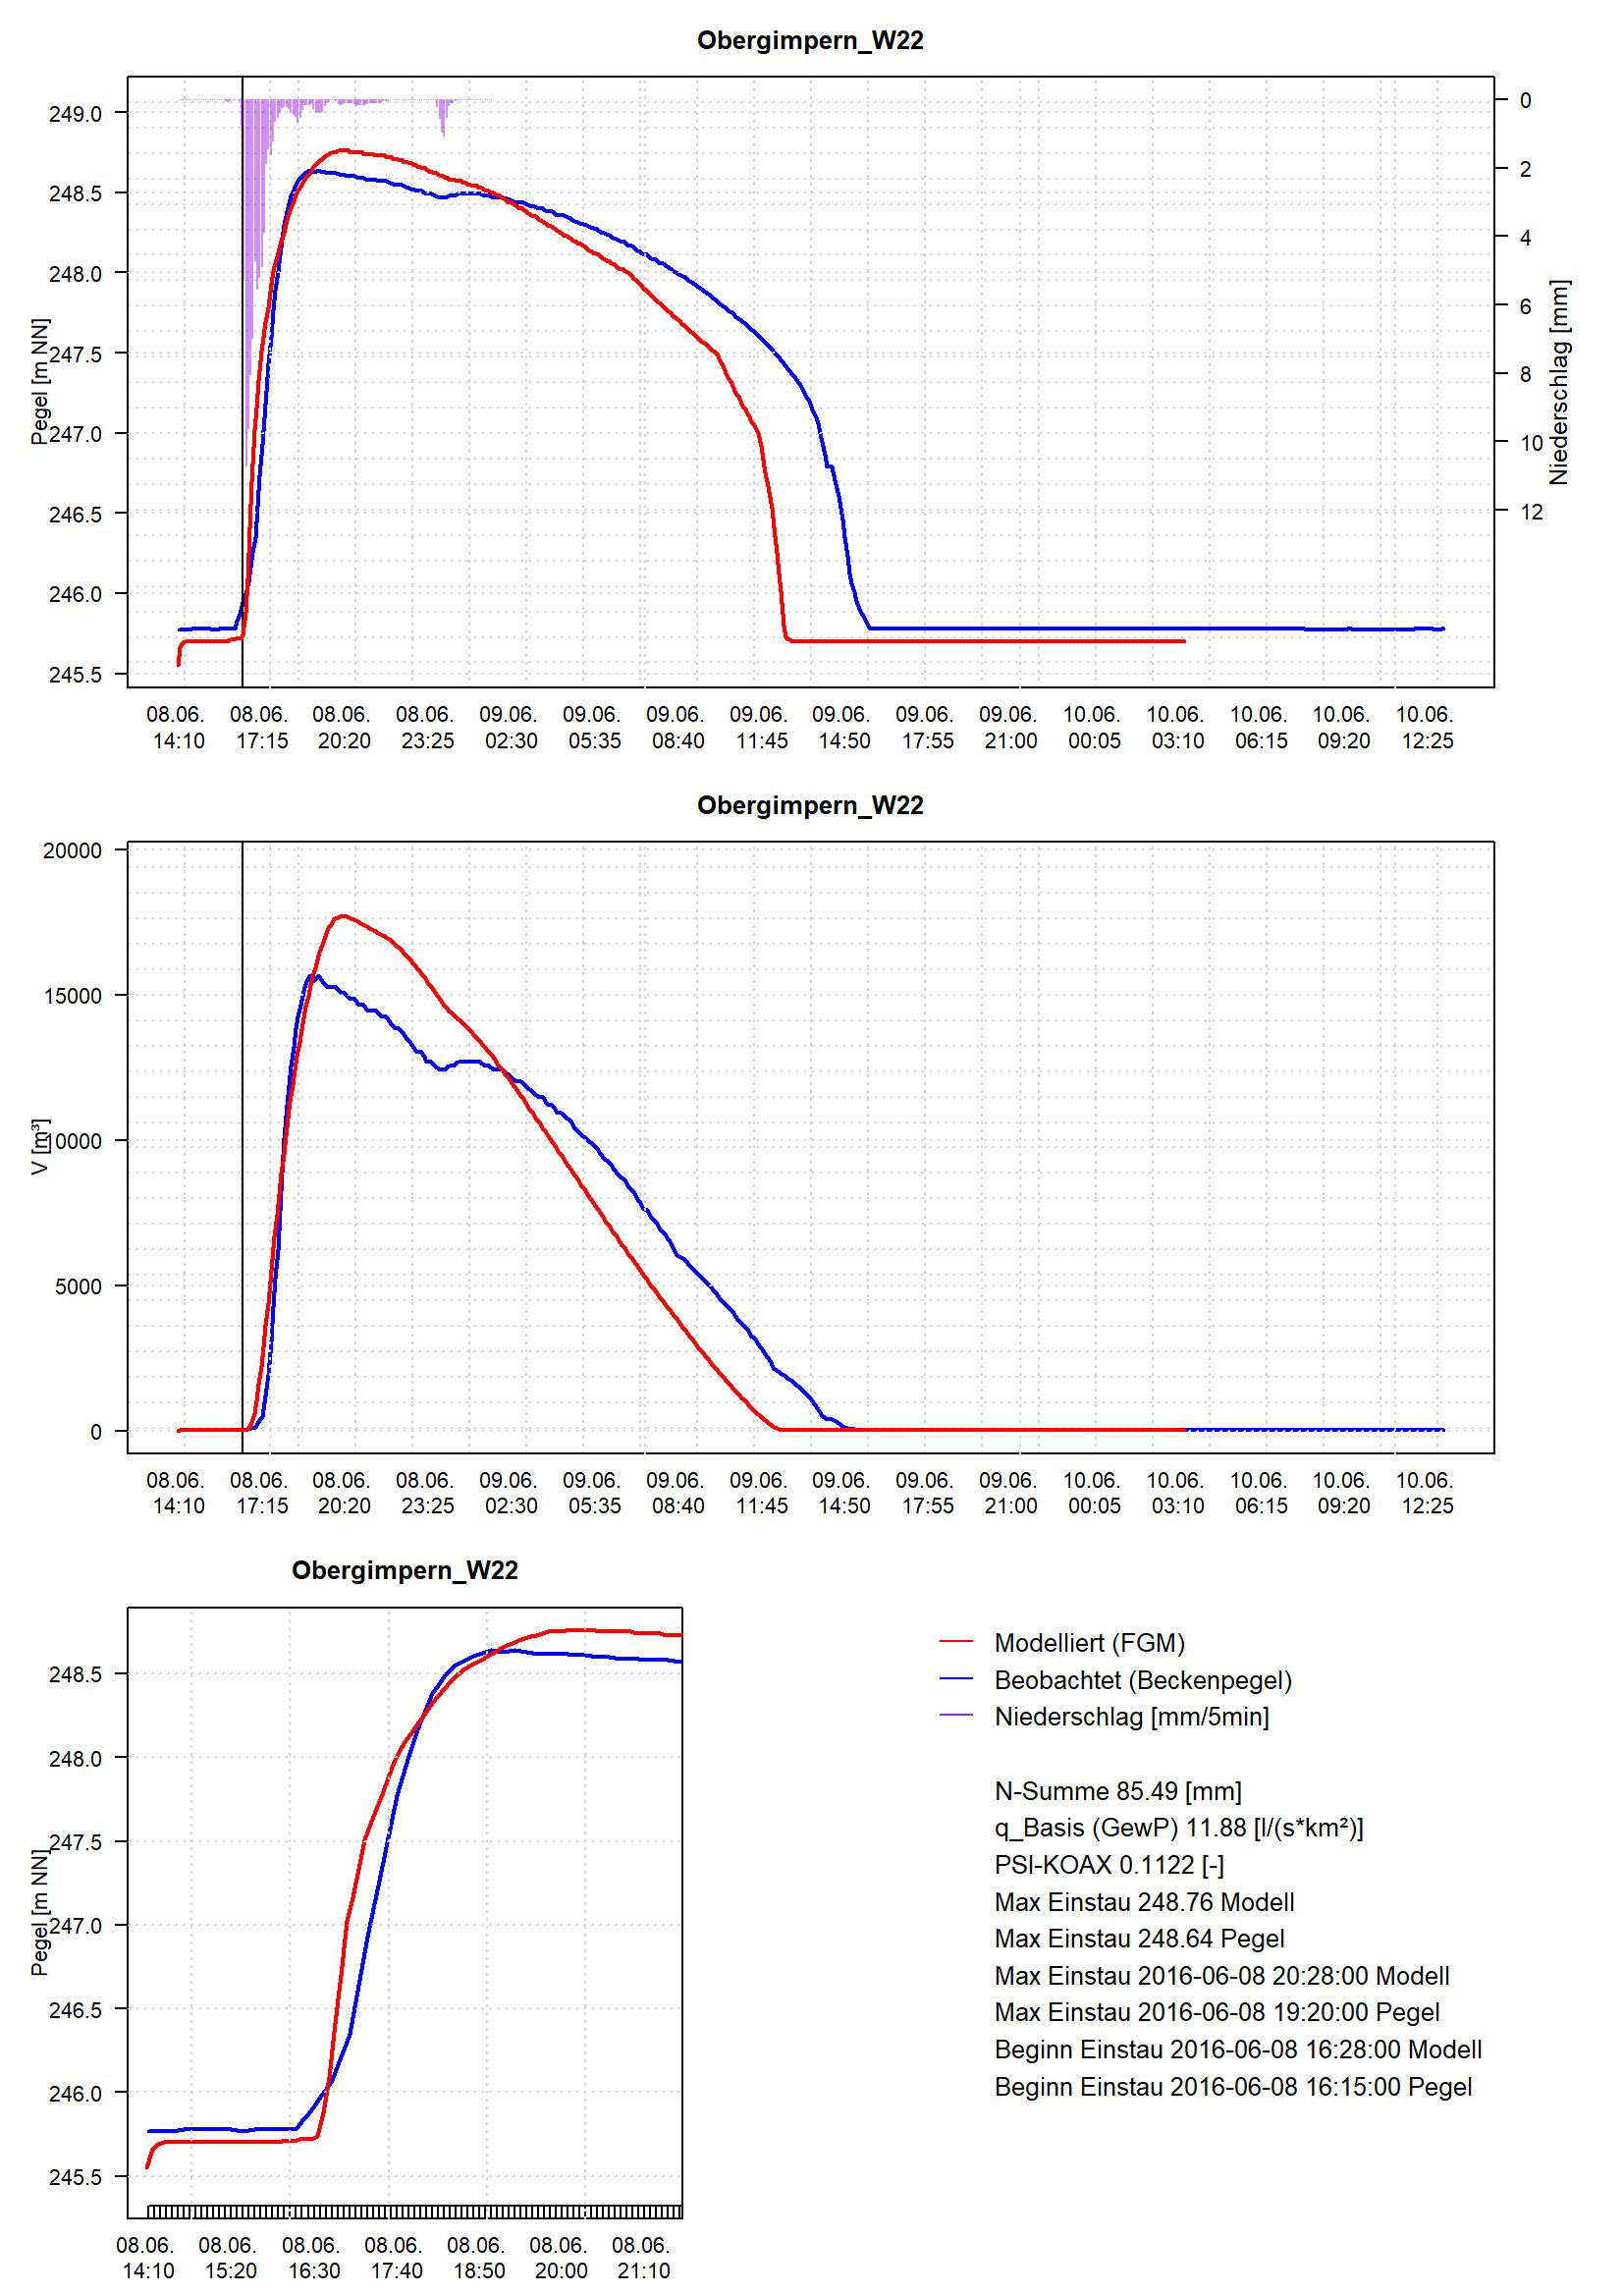 Obergimpern_W22
249.0
248.5
248.0
247.5
247.0
246.5
246.0
245.5
Pegel [m NN]
0
2
4
6
8
10
12
Niederschlag [mm]
08.06. 08.06. 08.06. 08.06. 09.06. 09.06. 09.06. 09.06. 09.06. 09.06. 09.06. 10.06. 10.06. 10.06. 10.06. 10.06.
14:10 17:15 20:20 23:25 02:30 05:35 08:40 11:45 14:50 17:55 21:00 00:05 03:10 06:15 09:20 12:25
Obergimpern_W22
20000
15000
10000
5000
0
V [m³]
08.06. 08.06. 08.06. 08.06. 09.06. 09.06. 09.06. 09.06. 09.06. 09.06. 09.06. 10.06. 10.06. 10.06. 10.06. 10.06.
14:10 17:15 20:20 23:25 02:30 05:35 08:40 11:45 14:50 17:55 21:00 00:05 03:10 06:15 09:20 12:25
Obergimpern_W22
248.5
248.0
247.5
247.0
246.5
246.0
245.5
Pegel [m NN]
08.06. 08.06. 08.06. 08.06. 08.06. 08.06. 08.06.
14:10 15:20 16:30 17:40 18:50 20:00 21:10
Modelliert (FGM)
Beobachtet (Beckenpegel)
Niederschlag [mm/5min]
N-Summe 85.49 [mm]
q_Basis (GewP) 11.88 [l/(s*km²)]
PSI-KOAX 0.1122 [-]
Max Einstau 248.76 Modell
Max Einstau 248.64 Pegel
Max Einstau 2016-06-08 20:28:00 Modell
Max Einstau 2016-06-08 19:20:00 Pegel
Beginn Einstau 2016-06-08 16:28:00 Modell
Beginn Einstau 2016-06-08 16:15:00 Pegel